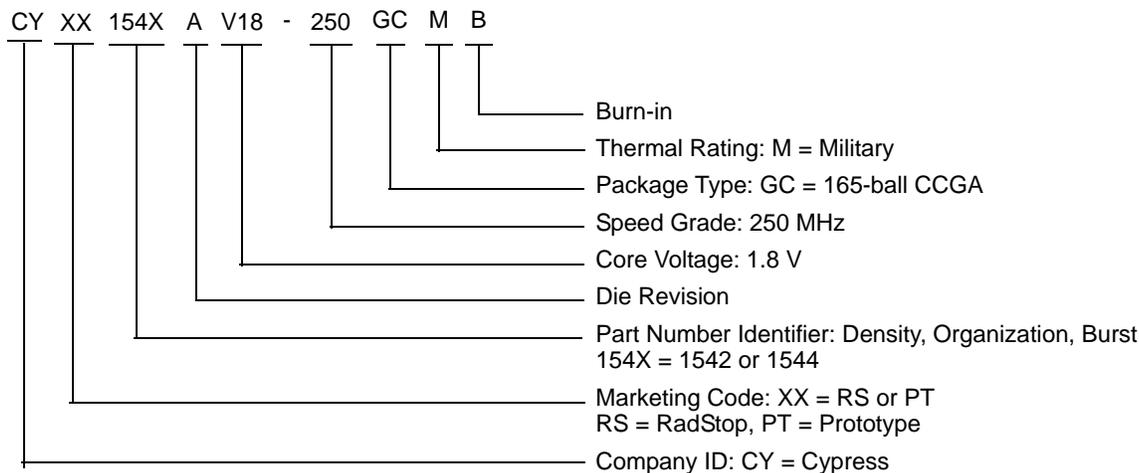 CY XX 154X A V18 - 250 GC M B
Burn-in
Thermal Rating: M = Military
Package Type: GC = 165-ball CCGA
Speed Grade: 250 MHz
Core Voltage: 1.8 V
Die Revision
Part Number Identifier: Density, Organization, Burst
154X = 1542 or 1544
Marketing Code: XX = RS or PT
RS = RadStop, PT = Prototype
Company ID: CY = Cypress